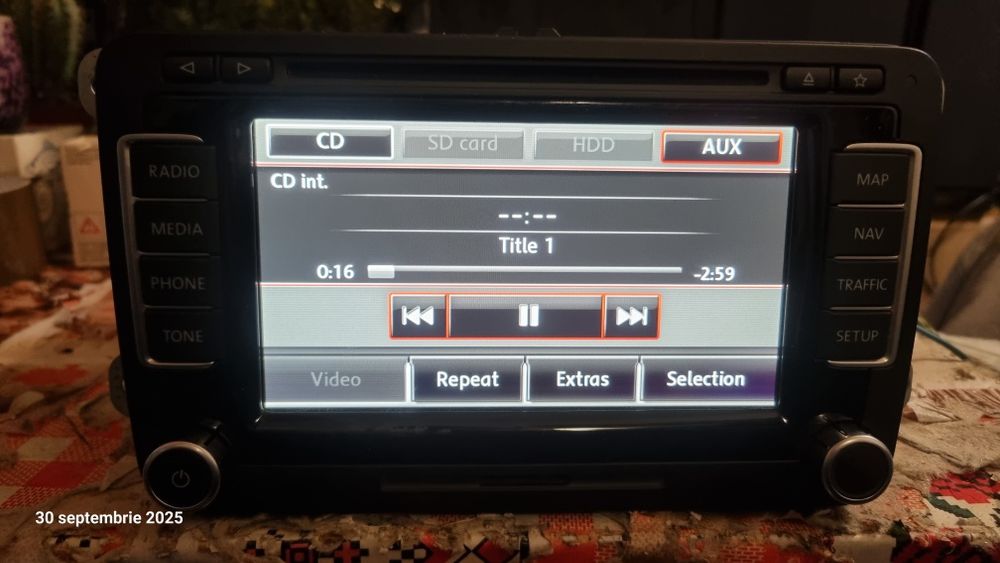 CD SD card HDD AUX
CD int.
RADIO MAP
--:--
MEDIA NAV
Title 1
0:16 -2:59
PHONE TRAFFIC
TONE SETUP
Video Repeat Extras Selection
30 septembrie 2025